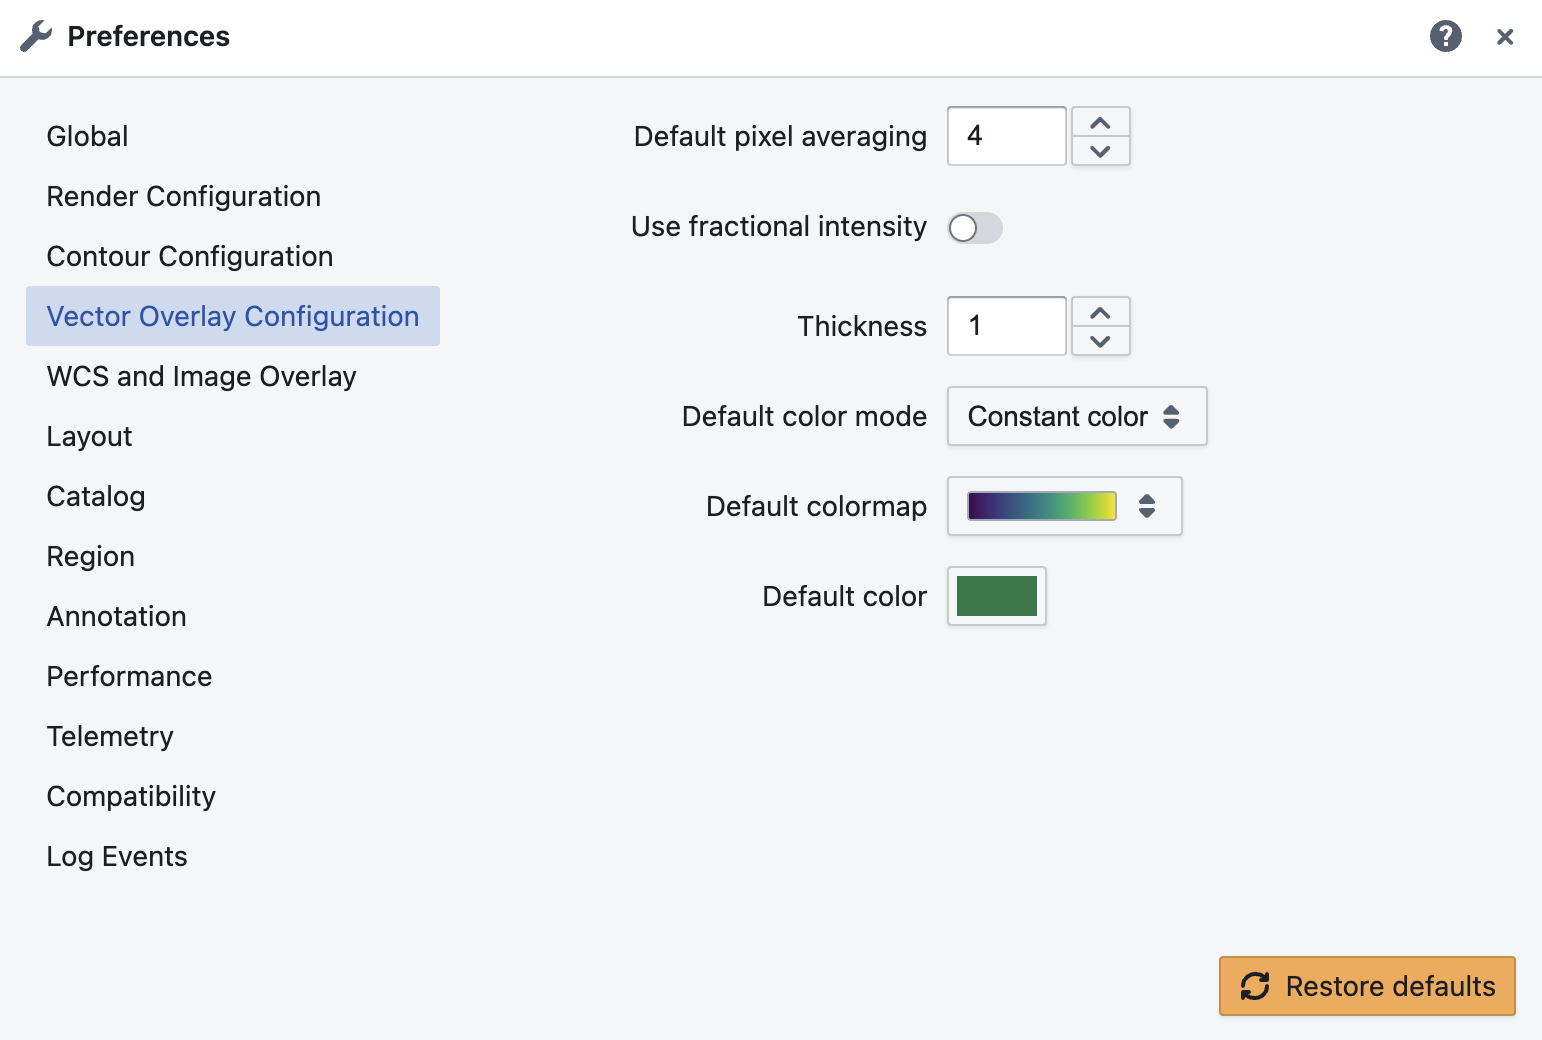 Preferences
Global
Render Configuration
Contour Configuration
Vector Overlay Configuration
WCS and Image Overlay
Layout
Catalog
Region
Annotation
Performance
Telemetry
Compatibility
Log Events
Default pixel averaging 4
Use fractional intensity
Thickness 1
Default color mode Constant color
Default colormap
Default color
Restore defaults